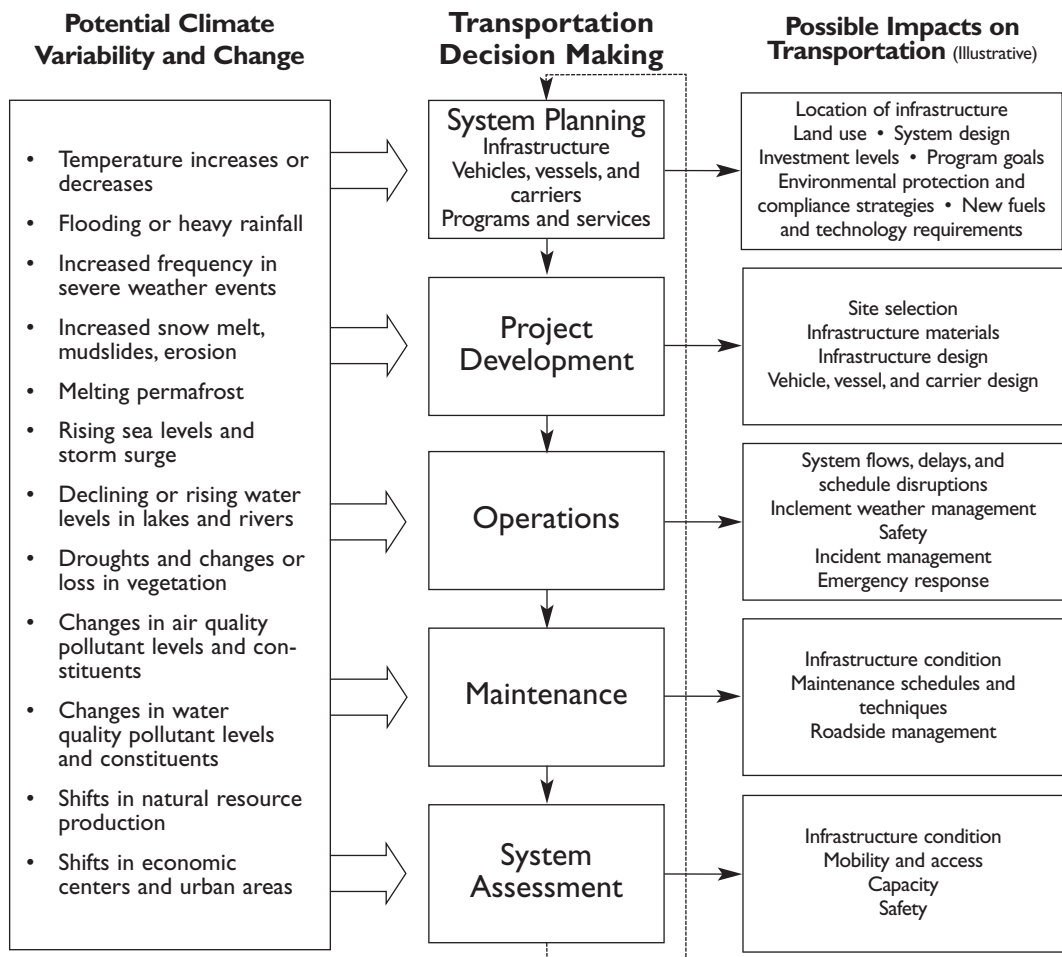 Potential Climate
Variability and Change
• Temperature increases or
decreases
• Flooding or heavy rainfall
• Increased frequency in
severe weather events
• Increased snow melt,
mudslides, erosion
• Melting permafrost
• Rising sea levels and
storm surge
• Declining or rising water
levels in lakes and rivers
• Droughts and changes or
loss in vegetation
• Changes in air quality
pollutant levels and con-
stituents
• Changes in water
quality pollutant levels
and constituents
• Shifts in natural resource
production
• Shifts in economic
centers and urban areas
Transportation
Decision Making
System Planning
Infrastructure
Vehicles, vessels, and
carriers
Programs and services
Project
Development
Operations
Maintenance
System
Assessment
Possible Impacts on
Transportation (Illustrative)
Location of infrastructure
Land use • System design
Investment levels • Program goals
Environmental protection and
compliance strategies • New fuels
and technology requirements
Site selection
Infrastructure materials
Infrastructure design
Vehicle, vessel, and carrier design
System flows, delays, and
schedule disruptions
Inclement weather management
Safety
Incident management
Emergency response
Infrastructure condition
Maintenance schedules and
techniques
Roadside management
Infrastructure condition
Mobility and access
Capacity
Safety